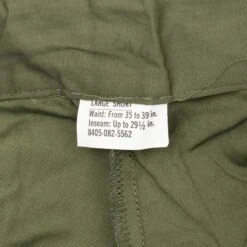 LARGE SHORT
Waist: From 35 to 39 in.
Inseam: Up to 29½ in.
8405-082-5562